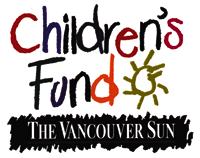 Children's
Fund
THE VANCOUVER SUN